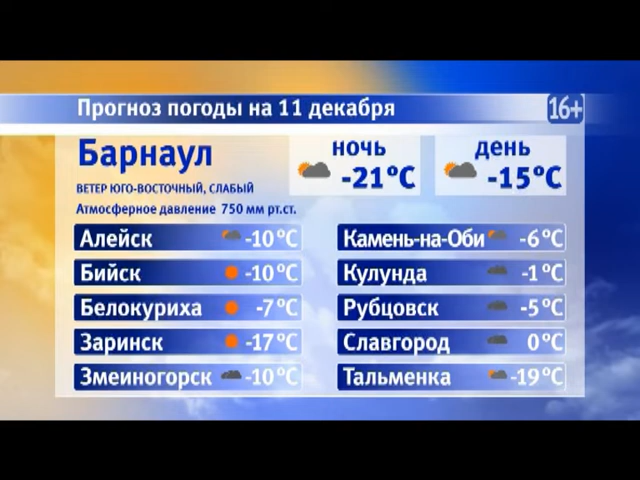 Прогноз погоды на 11 декабря 16+
Барнаул
ночь
-21°C
день
-15°C
ВЕТЕР ЮГО-ВОСТОЧНЫЙ, СЛАБЫЙ
Атмосферное давление 750 мм рт.ст.
Алейск -10°C
Бийск -10°C
Белокуриха -7°C
Заринск -17°C
Змеиногорск -10°C
Камень-на-Оби -6°C
Кулунда -1°C
Рубцовск -5°C
Славгород 0°C
Тальменка -19°C